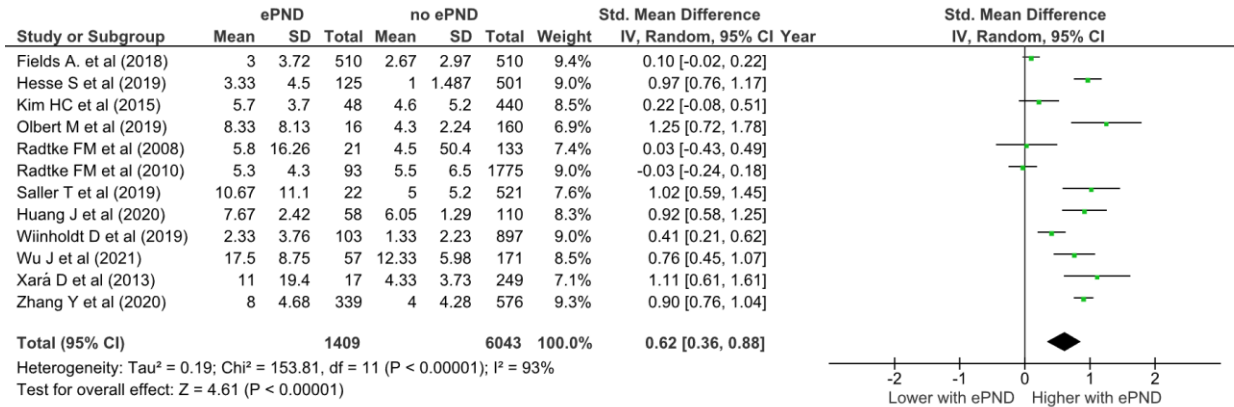 ePND no ePND Std. Mean Difference Std. Mean Difference
Study or Subgroup Mean SD Total Mean SD Total Weight IV, Random, 95% CI Year IV, Random, 95% CI
Fields A. et al (2018) 3 3.72 510 2.67 2.97 510 9.4% 0.10 [-0.02, 0.22]
Hesse S et al (2019) 3.33 4.5 125 1 1.487 501 9.0% 0.97 [0.76, 1.17]
Kim HC et al (2015) 5.7 3.7 48 4.6 5.2 440 8.5% 0.22 [-0.08, 0.51]
Olbert M et al (2019) 8.33 8.13 16 4.3 2.24 160 6.9% 1.25 [0.72, 1.78]
Radtke FM et al (2008) 5.8 16.26 21 4.5 50.4 133 7.4% 0.03 [-0.43, 0.49]
Radtke FM et al (2010) 5.3 4.3 93 5.5 6.5 1775 9.0% -0.03 [-0.24, 0.18]
Saller T et al (2019) 10.67 11.1 22 5 5.2 521 7.6% 1.02 [0.59, 1.45]
Huang J et al (2020) 7.67 2.42 58 6.05 1.29 110 8.3% 0.92 [0.58, 1.25]
Wiinholdt D et al (2019) 2.33 3.76 103 1.33 2.23 897 9.0% 0.41 [0.21, 0.62]
Wu J et al (2021) 17.5 8.75 57 12.33 5.98 171 8.4% 0.76 [0.45, 1.07]
Xará D et al (2013) 11 19.4 17 4.33 3.73 249 7.1% 1.11 [0.61, 1.61]
Zhang Y et al (2020) 8 4.68 339 4 4.28 576 9.3% 0.90 [0.76, 1.04]
Total (95% CI) 1409 6043 100.0% 0.62 [0.36, 0.88]
Heterogeneity: Tau² = 0.19; Chi² = 153.81, df = 11 (P < 0.00001); I² = 93%
Test for overall effect: Z = 4.61 (P < 0.00001)
-2 -1 0 1 2
Lower with ePND Higher with ePND